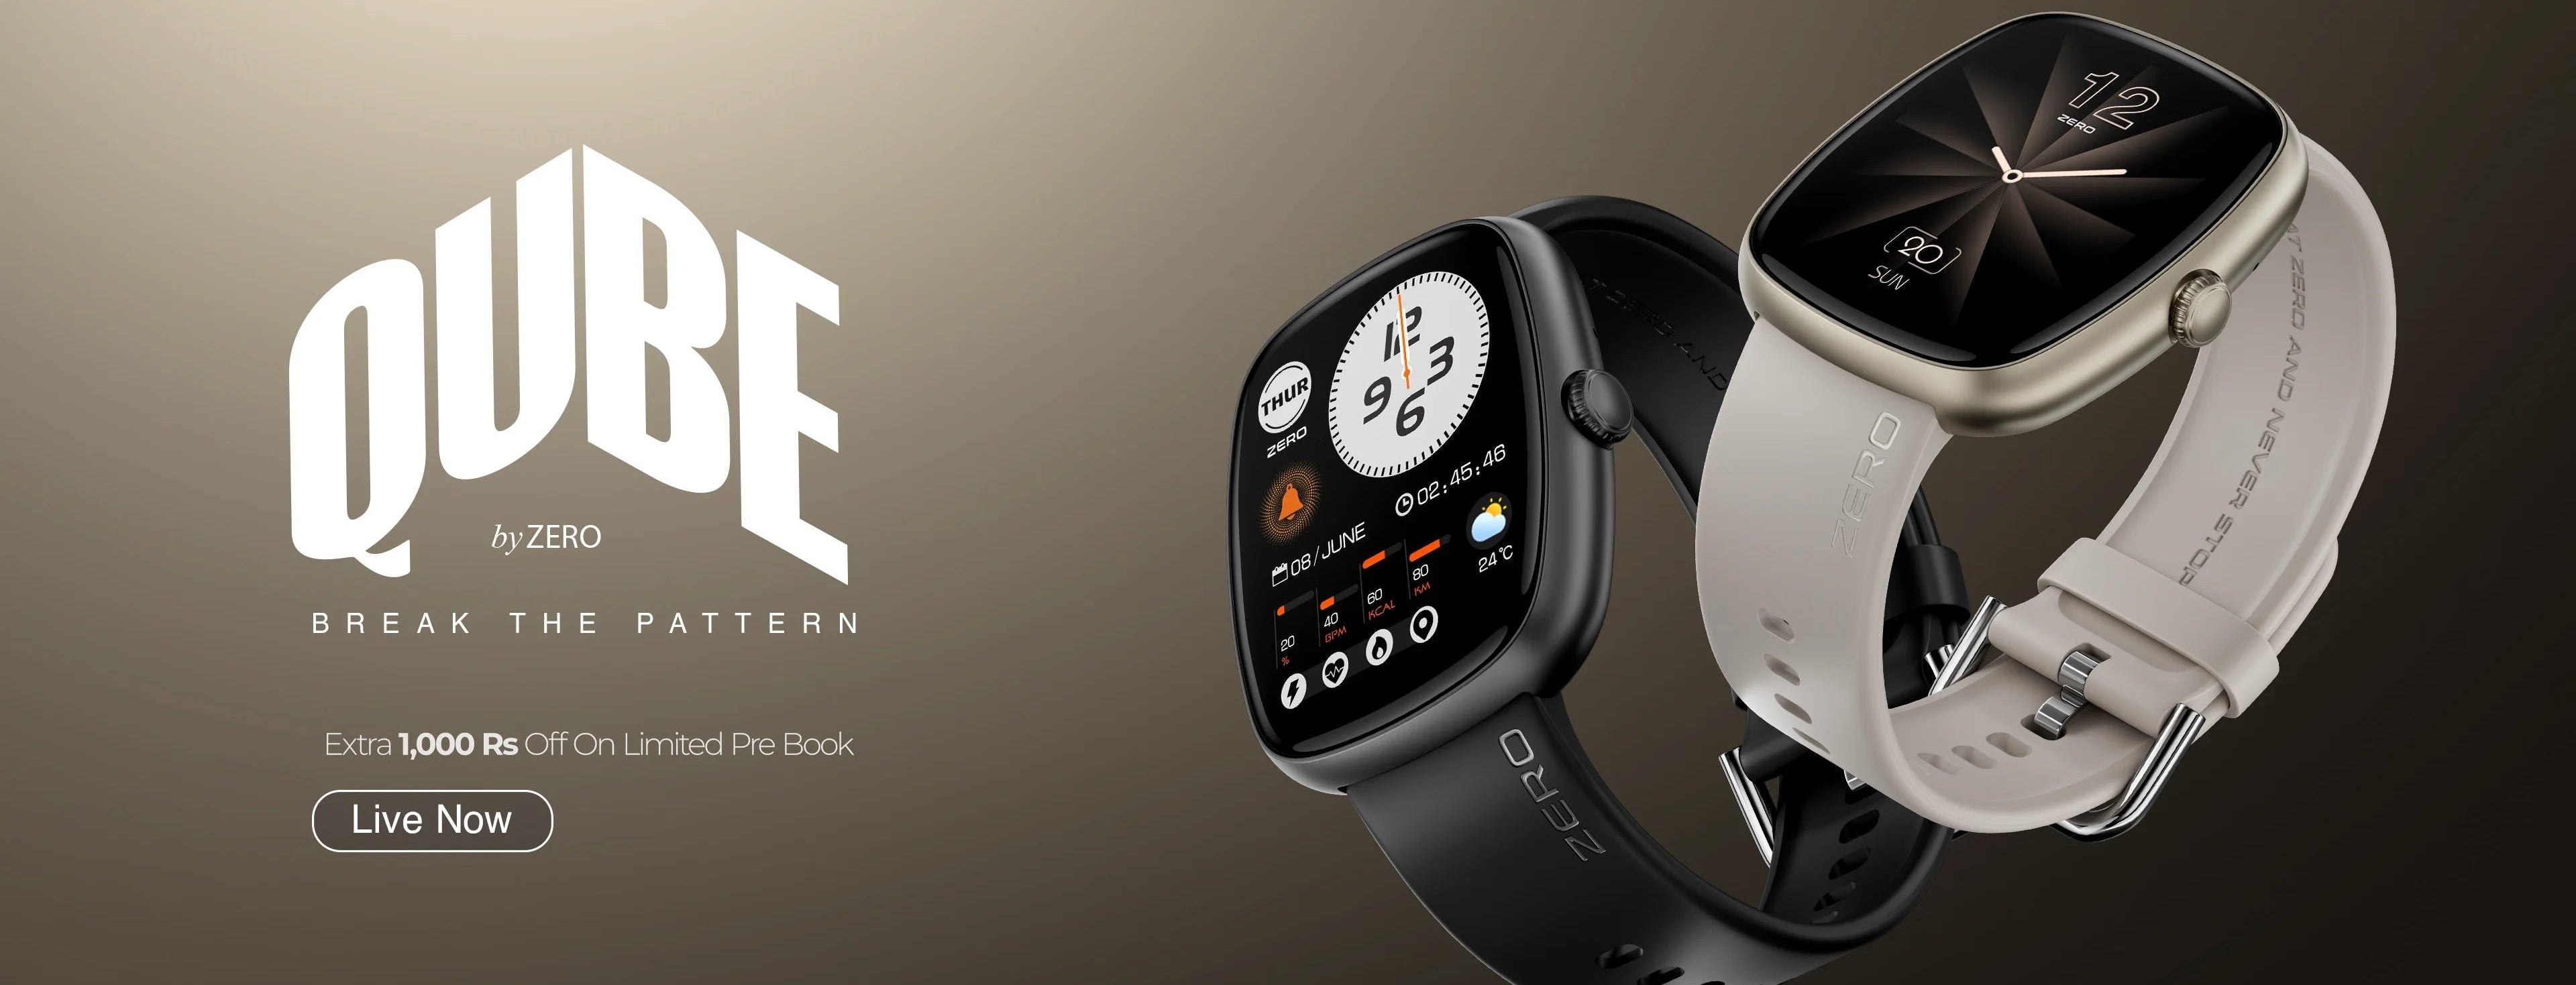 QUBE
by ZERO
BREAK THE PATTERN
Extra 1,000 Rs Off On Limited Pre Book
Live Now
THUR
ZERO
12
3
9
6
02:45:46
08/JUNE
24°C
20
%
40
BPM
60
KCAL
80
KM
ZERO
AND
12
ZERO
20
SUN
ZERO
AT ZERO AND NEVER STOP